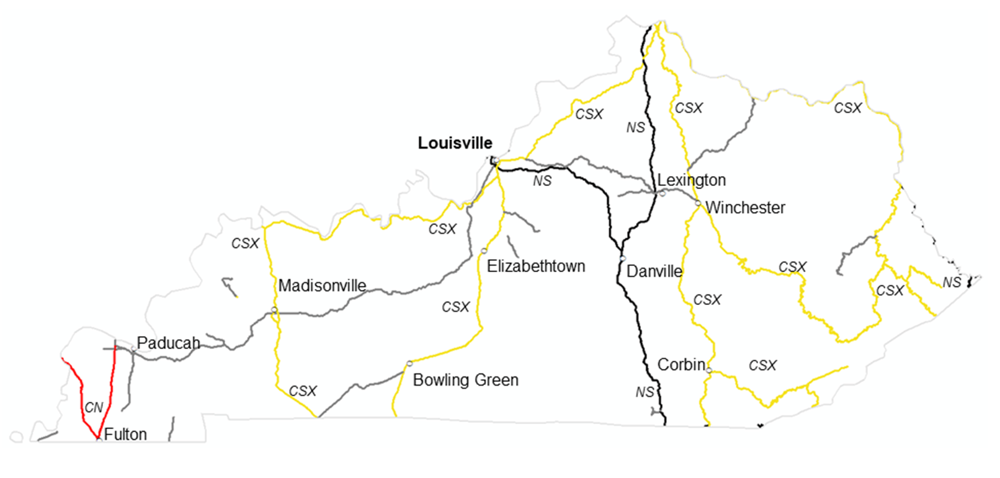 CSX
CSX
CSX
NS
Louisville
NS
Lexington
Winchester
CSX
CSX
Elizabethtown
CSX
Danville
NS
Madisonville
CSX
CSX
CSX
Paducah
CSX
Corbin
Bowling Green
CSX
NS
CN
Fulton